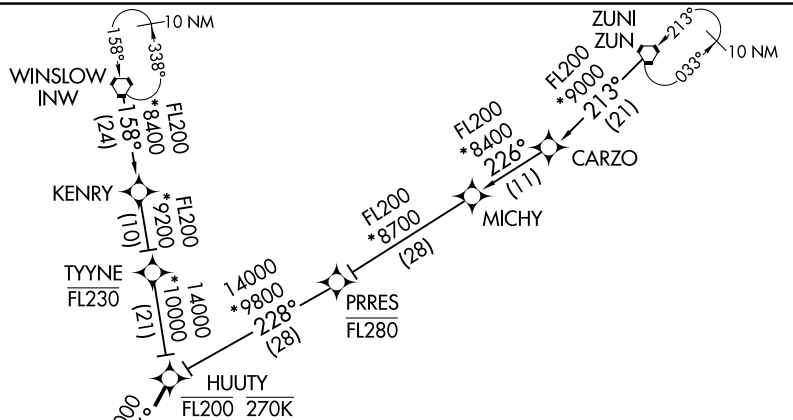 10 NM
158°
338°
WINSLOW
INW
FL200
*8400
158°
(24)
KENRY
FL200
*9200
(10)
TYYNE
FL230
14000
*10000
(21)
ZUNI
ZUN
213°
033°
10 NM
FL200
*9000
213°
(21)
CARZO
FL200
*8400
226°
(11)
MICHY
FL200
*8700
(28)
PRRES
FL280
14000
*9800
228°
(28)
HUUTY
FL200 270K